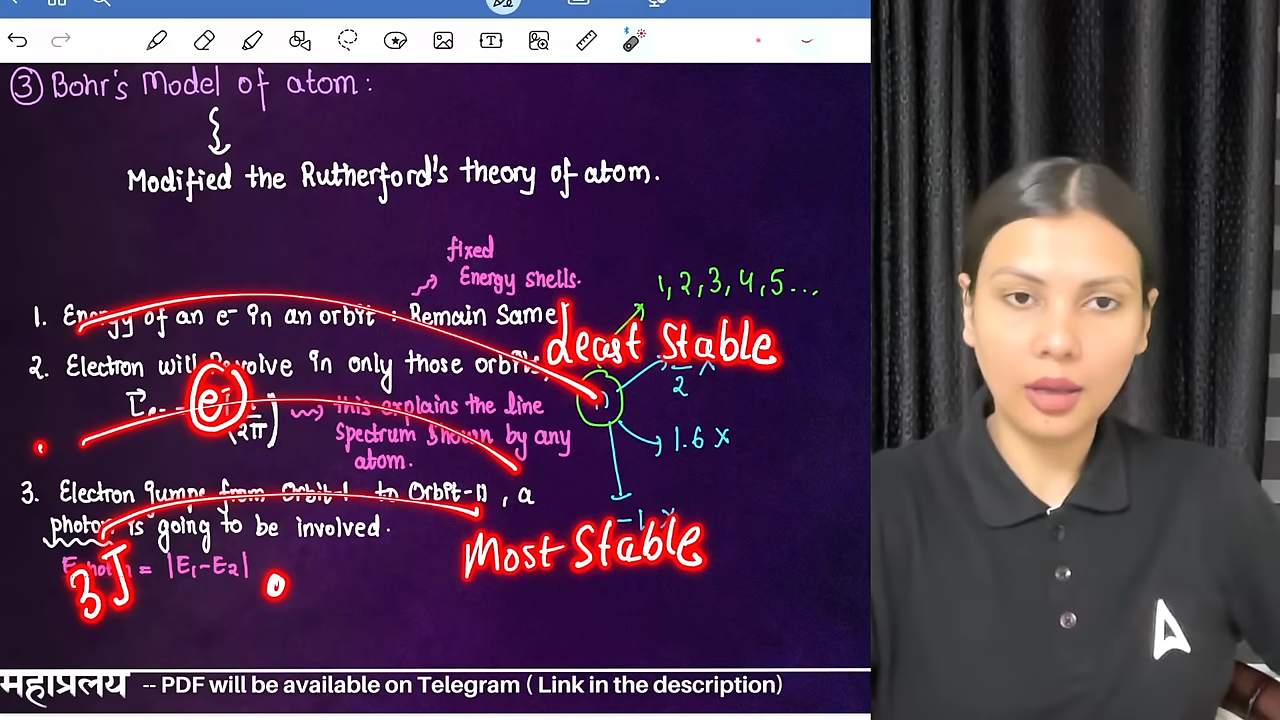 ③ Bohr's Model of atom :
Modified the Rutherford's theory of atom.
fixed
Energy shells.
1, 2, 3, 4, 5 ...
1. Energy of an e⁻ in an orbit : Remain Same
Least Stable
2. Electron will Revolve in only those orbits,
2
e⁻
2π
this explains the line
spectrum shown by any
atom.
1.6 x
3. Electron jumps from Orbit-I to Orbit-II, a
photon is going to be involved.
Most Stable
= |E₁-E₂|
3J
महाप्रलय -- PDF will be available on Telegram ( Link in the description)